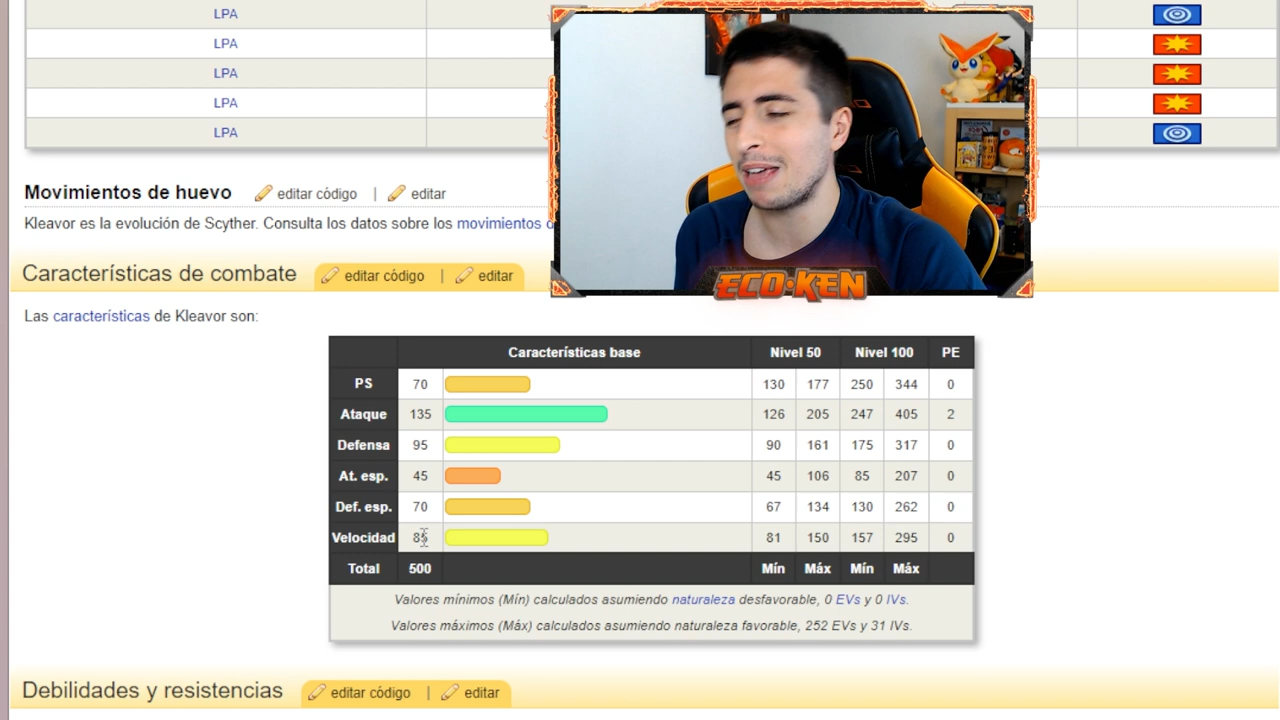 LPA
LPA
LPA
LPA
LPA
Movimientos de huevo editar código | editar
Kleavor es la evolución de Scyther. Consulta los datos sobre los movimientos
ECO·KEN
Características de combate editar código | editar
Las características de Kleavor son:
Características base Nivel 50 Nivel 100 PE
PS 70 130 177 250 344 0
Ataque 135 126 205 247 405 2
Defensa 95 90 161 175 317 0
At. esp. 45 45 106 85 207 0
Def. esp. 70 67 134 130 262 0
Velocidad 85 81 150 157 295 0
Total 500 Mín Máx Mín Máx
Valores mínimos (Mín) calculados asumiendo naturaleza desfavorable, 0 EVs y 0 IVs.
Valores máximos (Máx) calculados asumiendo naturaleza favorable, 252 EVs y 31 IVs.
Debilidades y resistencias editar código | editar